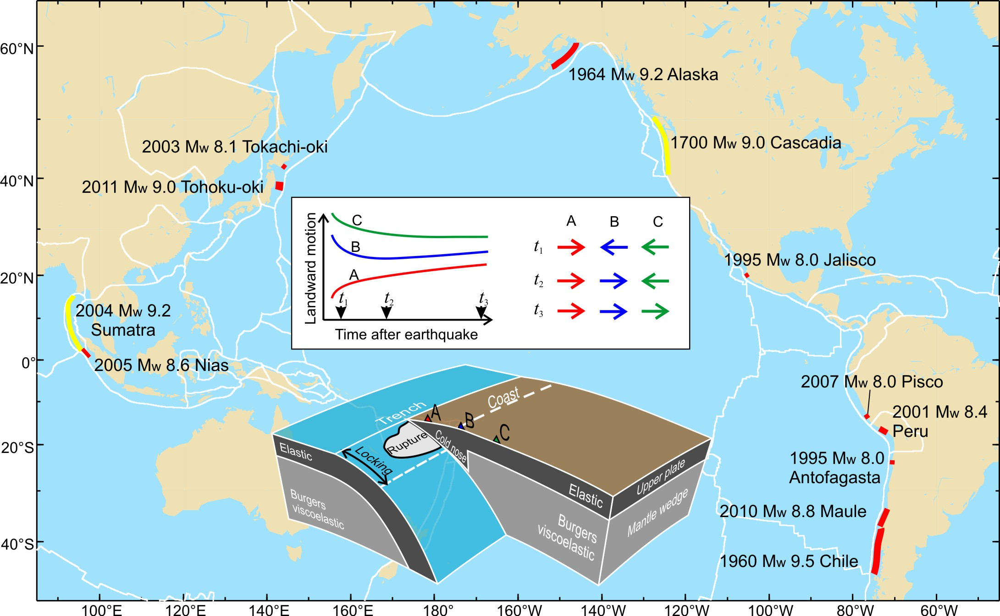 60°N
40°N
20°N
0°
20°S
40°S
100°E
120°E
140°E
160°E
180°
160°W
140°W
120°W
100°W
80°W
60°W
1964 Mw 9.2 Alaska
1700 Mw 9.0 Cascadia
2003 Mw 8.1 Tokachi-oki
2011 Mw 9.0 Tohoku-oki
1995 Mw 8.0 Jalisco
2004 Mw 9.2
Sumatra
2005 Mw 8.6 Nias
2007 Mw 8.0 Pisco
2001 Mw 8.4
Peru
1995 Mw 8.0
Antofagasta
2010 Mw 8.8 Maule
1960 Mw 9.5 Chile
Landward motion
C
B
A
t1
t2
t3
Time after earthquake
A B C
t1
t2
t3
Trench
Coast
A
B
C
Rupture
Cold nose
Locking
Elastic
Burgers
viscoelastic
Elastic
Upper plate
Burgers
viscoelastic
Mantle wedge